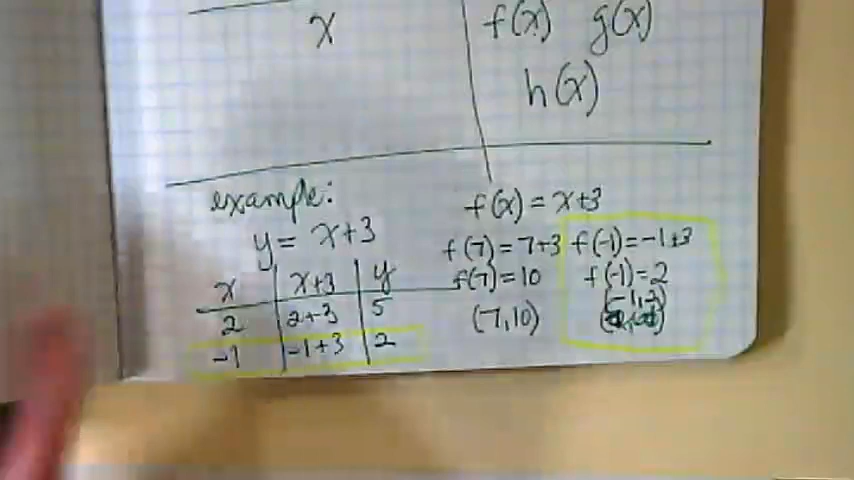 x
f(x) g(x)
h(x)
example:
y = x+3
x x+3 y
2 2+3 5
-1 -1+3 2
f(x) = x+3
f(7) = 7+3
f(7) = 10
(7,10)
f(-1) = -1+3
f(-1) = 2
(-1,2)